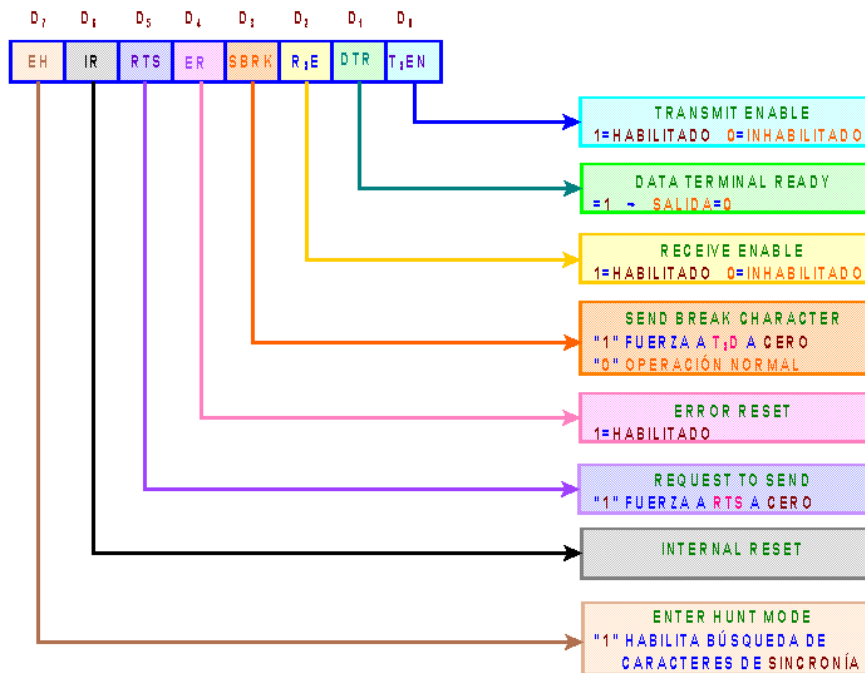 D₇ D₆ D₅ D₄ D₃ D₂ D₁ D₀
EH IR RTS ER SBRK RₓE DTR TₓEN
TRANSMIT ENABLE
1=HABILITADO 0=INHABILITADO
DATA TERMINAL READY
=1 → SALIDA=0
RECEIVE ENABLE
1=HABILITADO 0=INHABILITADO
SEND BREAK CHARACTER
"1" FUERZA A TₓD A CERO
"0" OPERACIÓN NORMAL
ERROR RESET
1=HABILITADO
REQUEST TO SEND
"1" FUERZA A RTS A CERO
INTERNAL RESET
ENTER HUNT MODE
"1" HABILITA BÚSQUEDA DE
CARACTERES DE SINCRONÍA